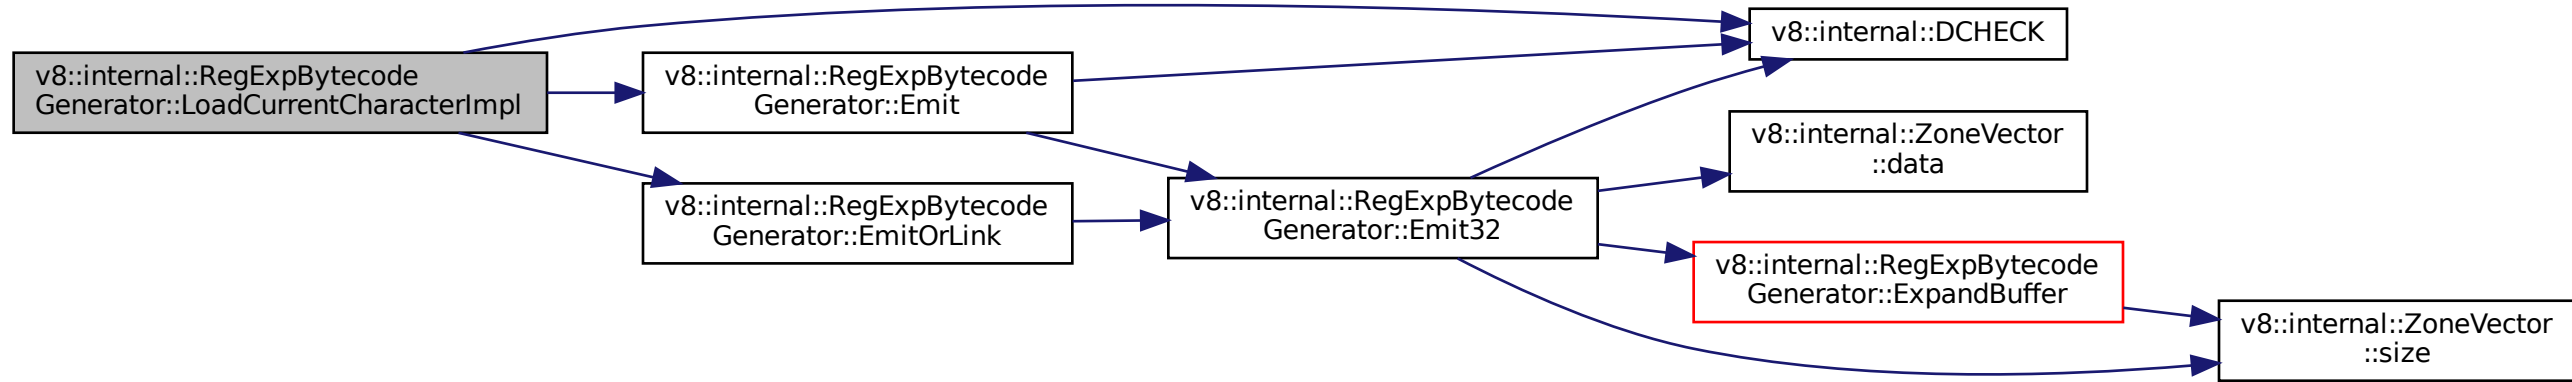 v8::internal::RegExpBytecode
Generator::LoadCurrentCharacterImpl
v8::internal::RegExpBytecode
Generator::Emit
v8::internal::RegExpBytecode
Generator::EmitOrLink
v8::internal::RegExpBytecode
Generator::Emit32
v8::internal::DCHECK
v8::internal::ZoneVector
::data
v8::internal::RegExpBytecode
Generator::ExpandBuffer
v8::internal::ZoneVector
::size